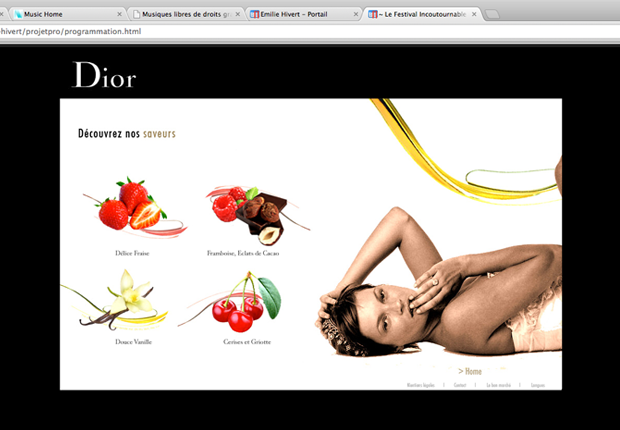 Music Home
Musiques libres de droits gr
Emilie Hivert – Portail
~ Le Festival Incoutournable
hivert/projetpro/programmation.html
Dior
Découvrez nos saveurs
Délice Fraise
Framboise, Eclats de Cacao
Douce Vanille
Cerises et Griotte
> Home
Mentions légales | Contact | Le bon marché | Langues